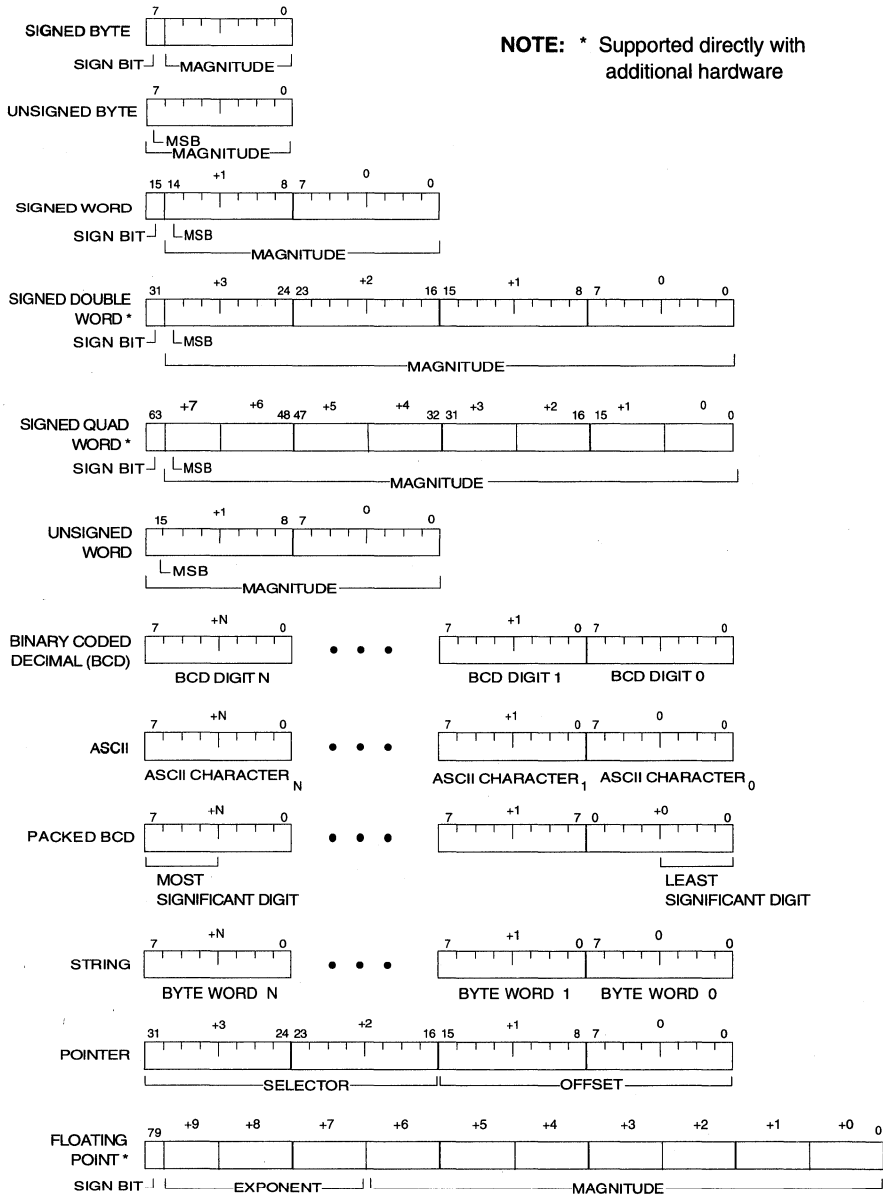 7 0
SIGNED BYTE
SIGN BIT MAGNITUDE
NOTE: * Supported directly with
additional hardware
7 0
UNSIGNED BYTE
MSB
MAGNITUDE
+1 0
15 14 8 7 0
SIGNED WORD
SIGN BIT MSB
MAGNITUDE
+3 +2 +1 0
31 24 23 16 15 8 7 0
SIGNED DOUBLE
WORD *
SIGN BIT MSB
MAGNITUDE
+7 +6 +5 +4 +3 +2 +1 0
63 48 47 32 31 16 15 0
SIGNED QUAD
WORD *
SIGN BIT MSB
MAGNITUDE
+1 0
15 8 7 0
UNSIGNED
WORD
MSB
MAGNITUDE
+N +1 0
7 0 7 0 7 0
BINARY CODED
DECIMAL (BCD)
• • •
BCD DIGIT N BCD DIGIT 1 BCD DIGIT 0
+N +1 0
7 0 7 0 7 0
ASCII
• • •
ASCII CHARACTER N ASCII CHARACTER 1 ASCII CHARACTER 0
+N +1 +0
7 0 7 7 0 0
PACKED BCD
• • •
MOST
SIGNIFICANT DIGIT
LEAST
SIGNIFICANT DIGIT
+N +1 0
7 0 7 0 7 0
STRING
• • •
BYTE WORD N BYTE WORD 1 BYTE WORD 0
+3 +2 +1 0
31 24 23 16 15 8 7 0
POINTER
SELECTOR OFFSET
79 +9 +8 +7 +6 +5 +4 +3 +2 +1 +0 0
FLOATING
POINT *
SIGN BIT EXPONENT MAGNITUDE